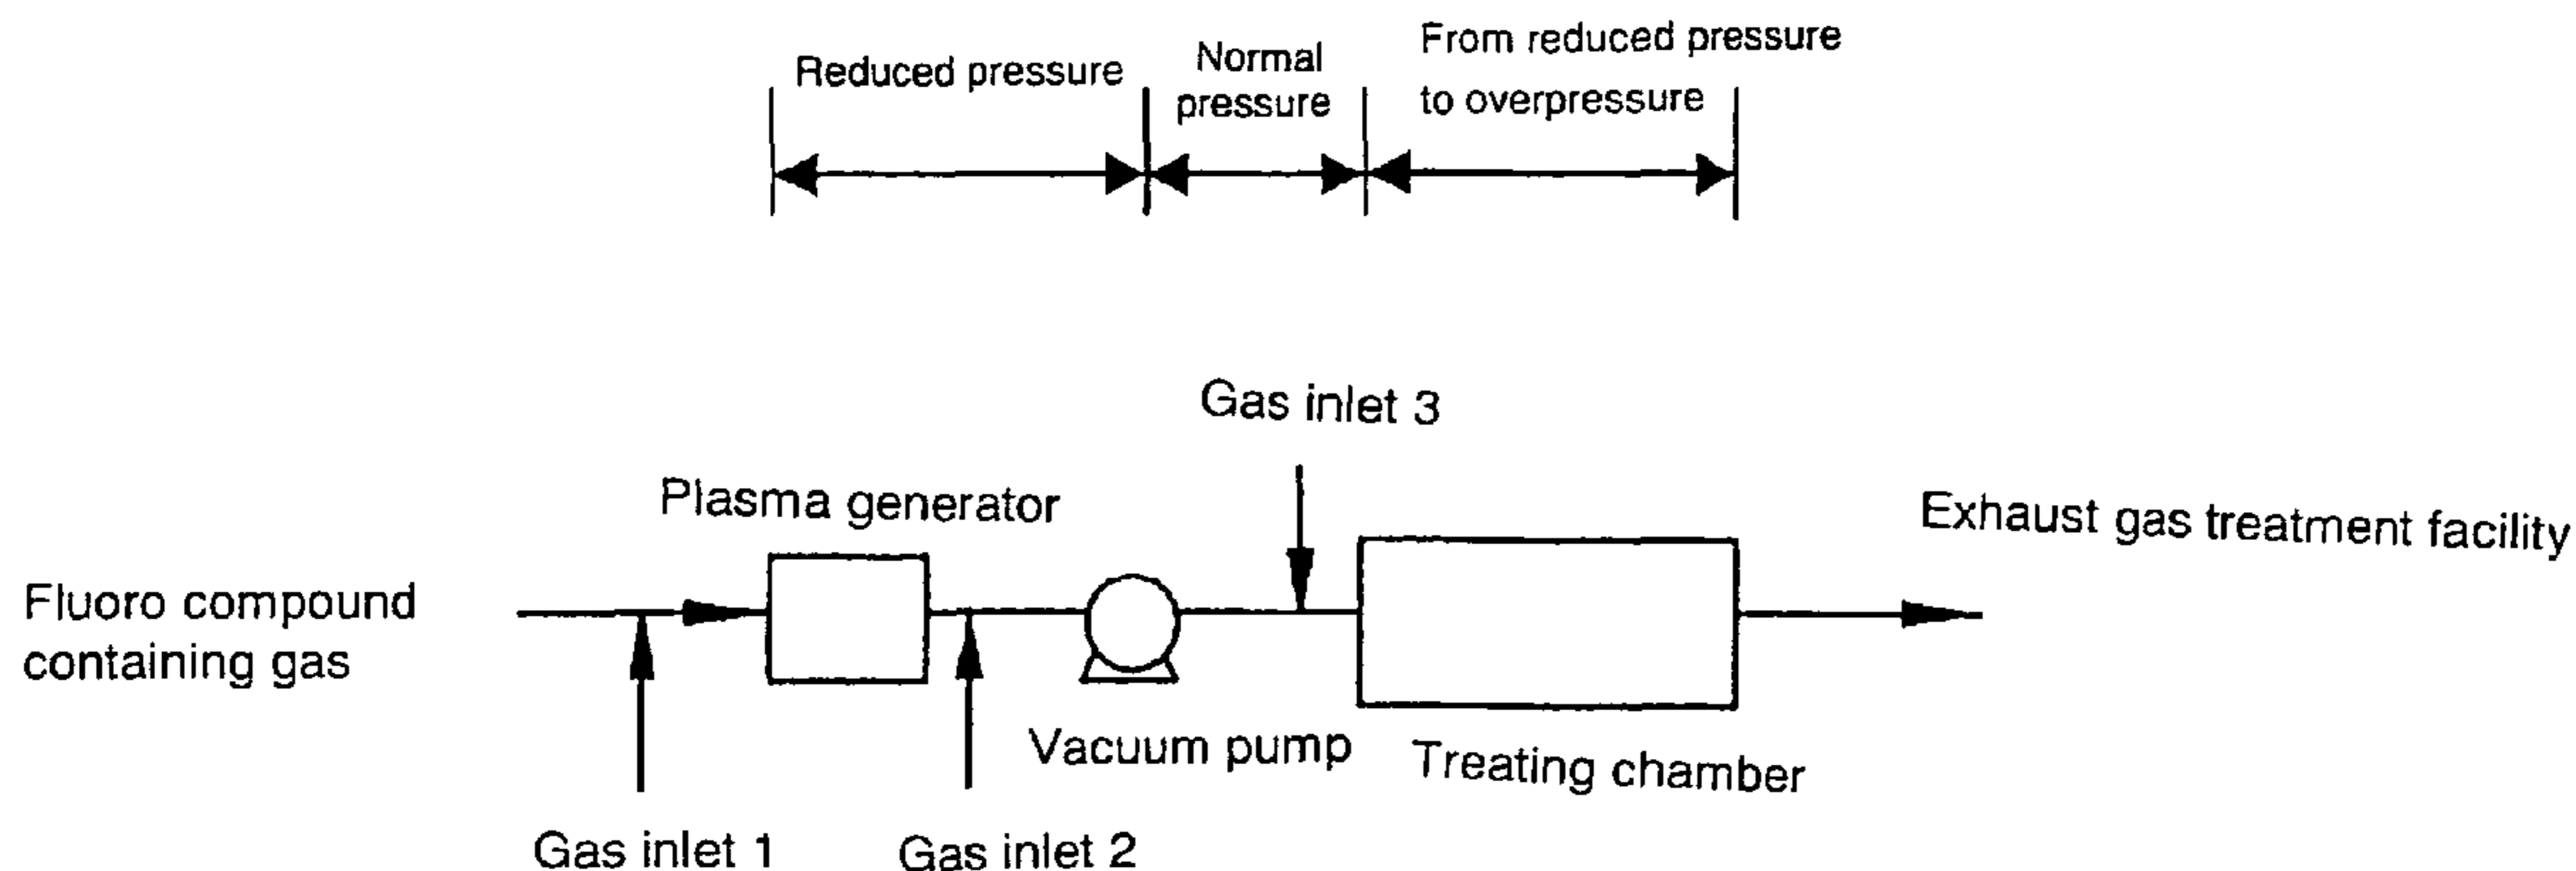 Reduced pressure
Normal
pressure
From reduced pressure
to overpressure
Gas inlet 3
Plasma generator
Exhaust gas treatment facility
Fluoro compound
containing gas
Vacuum pump
Treating chamber
Gas inlet 1
Gas inlet 2